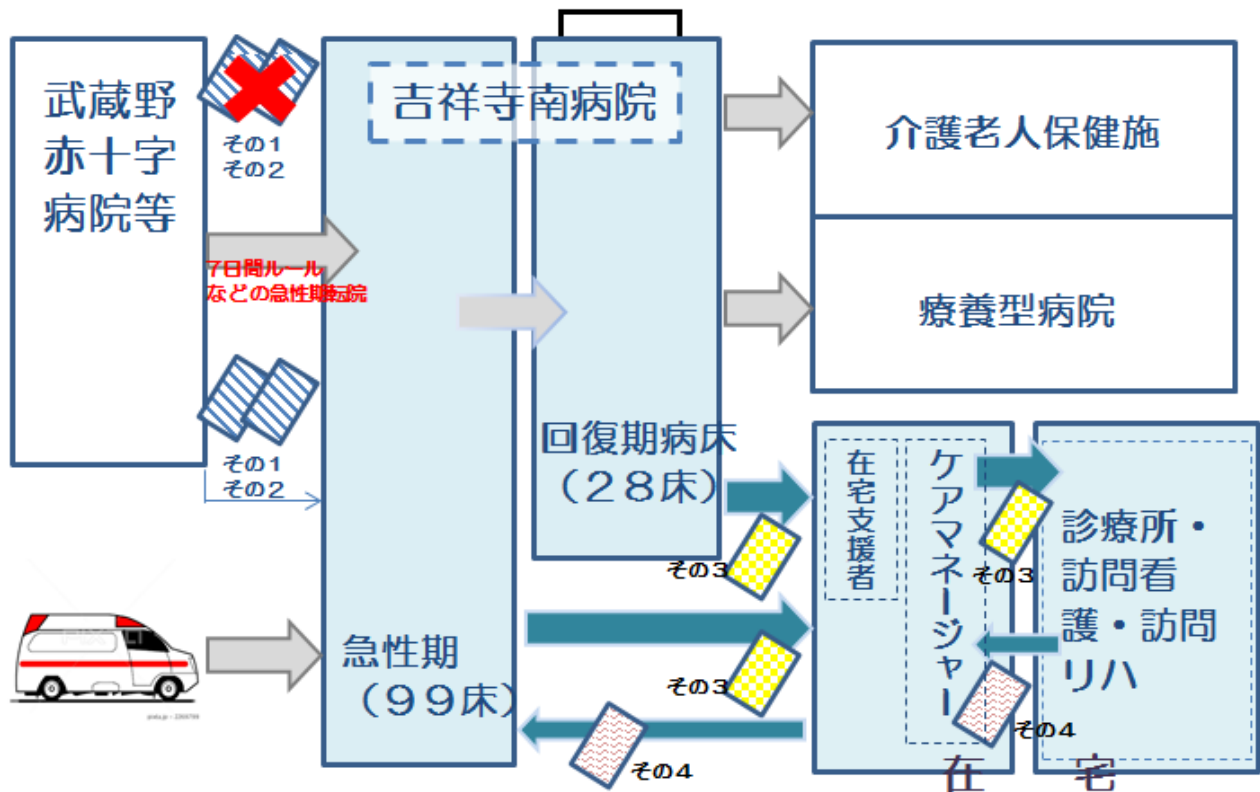 武蔵野
赤十字
病院等
その1
その2
吉祥寺南病院
7日間ルール
などの急性期転院
その1
その2
介護老人保健施
療養型病院
回復期病床
（28床）
その3
急性期
（99床）
その3
その4
在宅支援者
ケアマネージャー
その3
その4
診療所・
訪問看
護・訪問
リハ
在　宅